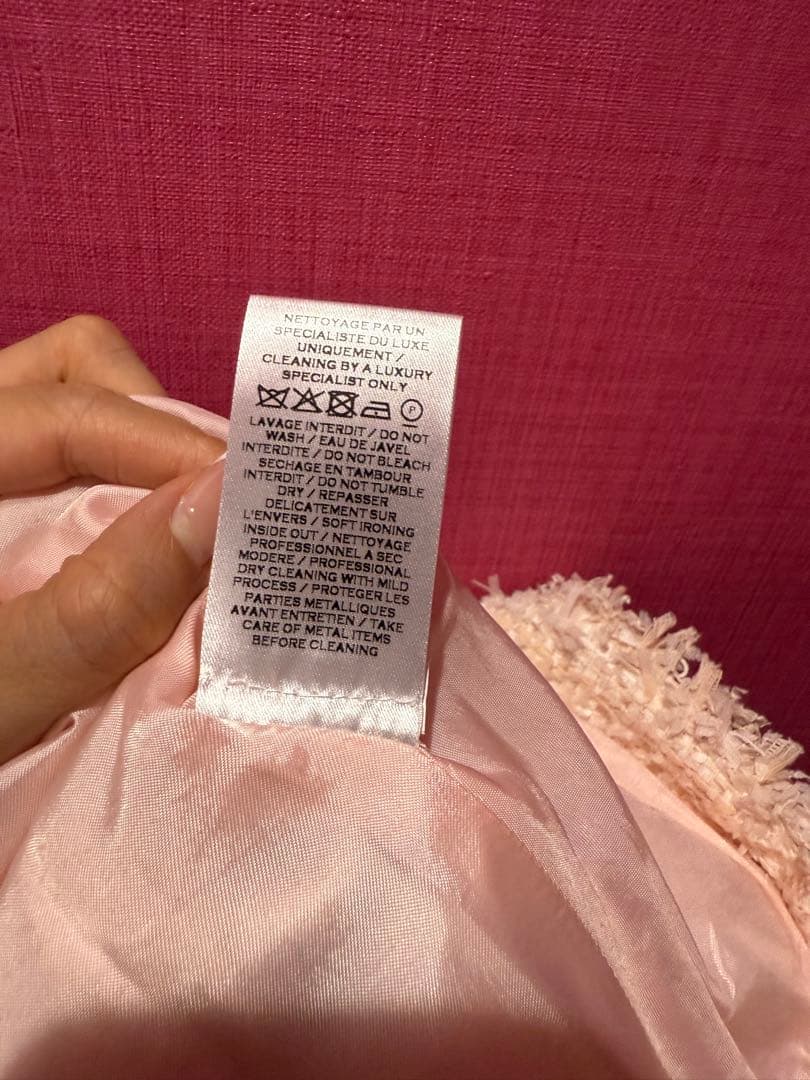 NETTOYAGE PAR UN
SPECIALISTE DU LUXE
UNIQUEMENT /
CLEANING BY A LUXURY
SPECIALIST ONLY
P
LAVAGE INTERDIT / DO NOT
WASH / EAU DE JAVEL
INTERDITE / DO NOT BLEACH
SECHAGE EN TAMBOUR
INTERDIT / DO NOT TUMBLE
DRY / REPASSER
DELICATEMENT SUR
L'ENVERS / SOFT IRONING
INSIDE OUT / NETTOYAGE
PROFESSIONNEL A SEC
MODERE / PROFESSIONAL
DRY CLEANING WITH MILD
PROCESS / PROTEGER LES
PARTIES METALLIQUES
AVANT ENTRETIEN / TAKE
CARE OF METAL ITEMS
BEFORE CLEANING